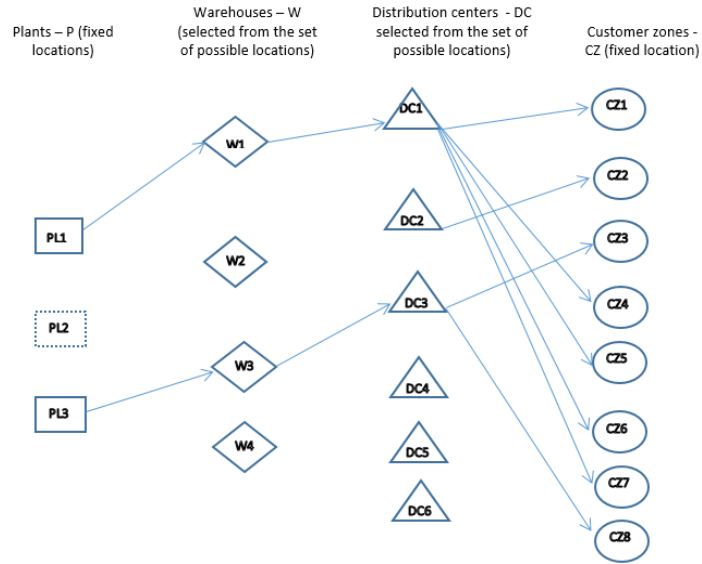 Plants – P (fixed
locations)
Warehouses – W
(selected from the set
of possible locations)
Distribution centers  - DC
selected from the set of
possible locations)
Customer zones -
CZ (fixed location)
PL1
PL2
PL3
W1
W2
W3
W4
DC1
DC2
DC3
DC4
DC5
DC6
CZ1
CZ2
CZ3
CZ4
CZ5
CZ6
CZ7
CZ8